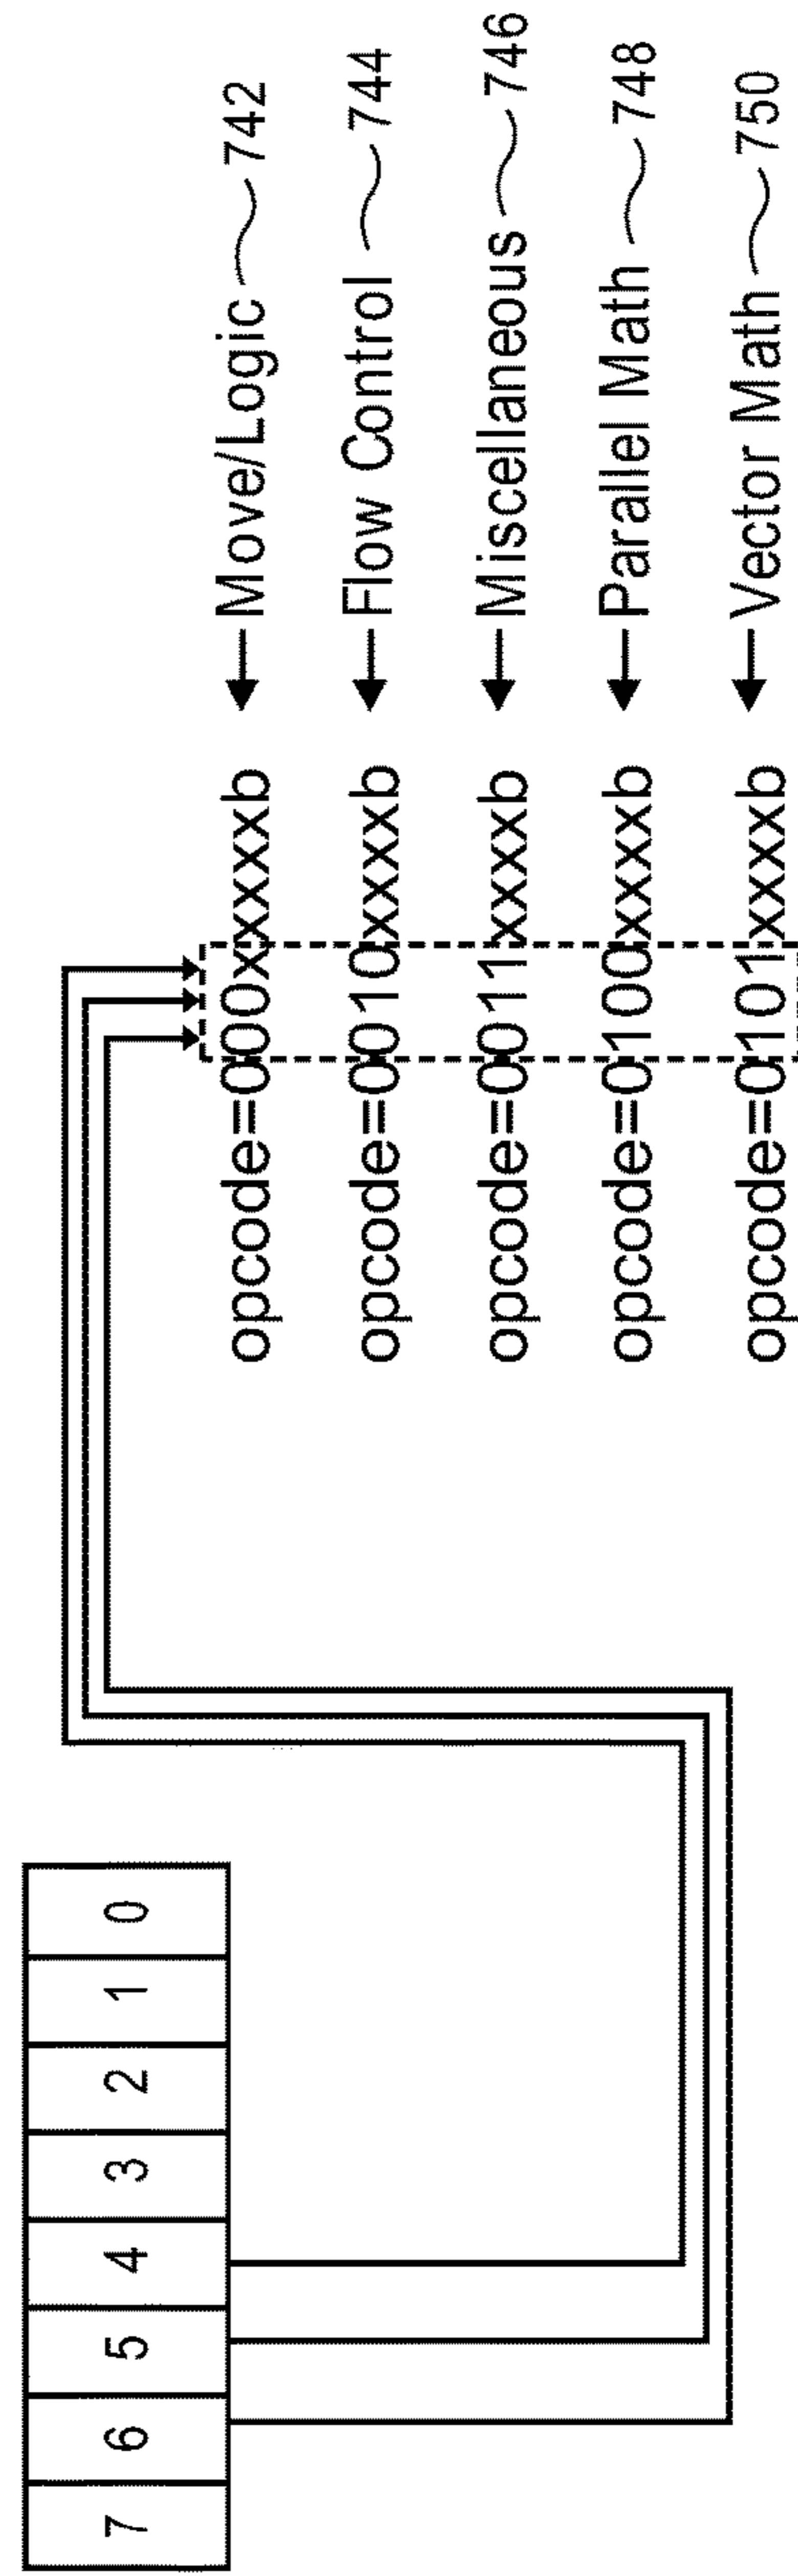 7 6 5 4 3 2 1 0
opcode=000xxxxxb ← Move/Logic 742
opcode=0010xxxxb ← Flow Control 744
opcode=0011xxxxb ← Miscellaneous 746
opcode=0100xxxxb ← Parallel Math 748
opcode=0101xxxxb ← Vector Math 750